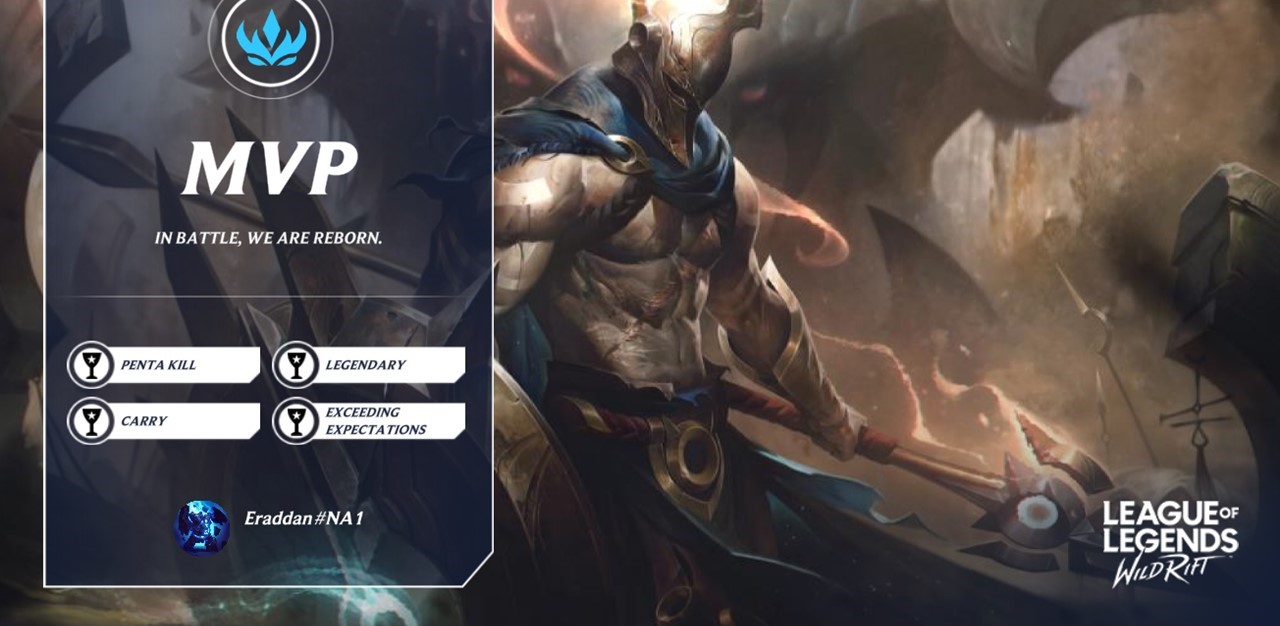 MVP
IN BATTLE, WE ARE REBORN.
PENTA KILL
LEGENDARY
CARRY
EXCEEDING
EXPECTATIONS
Eraddan#NA1
LEAGUE OF
LEGENDS
WILD RIFT